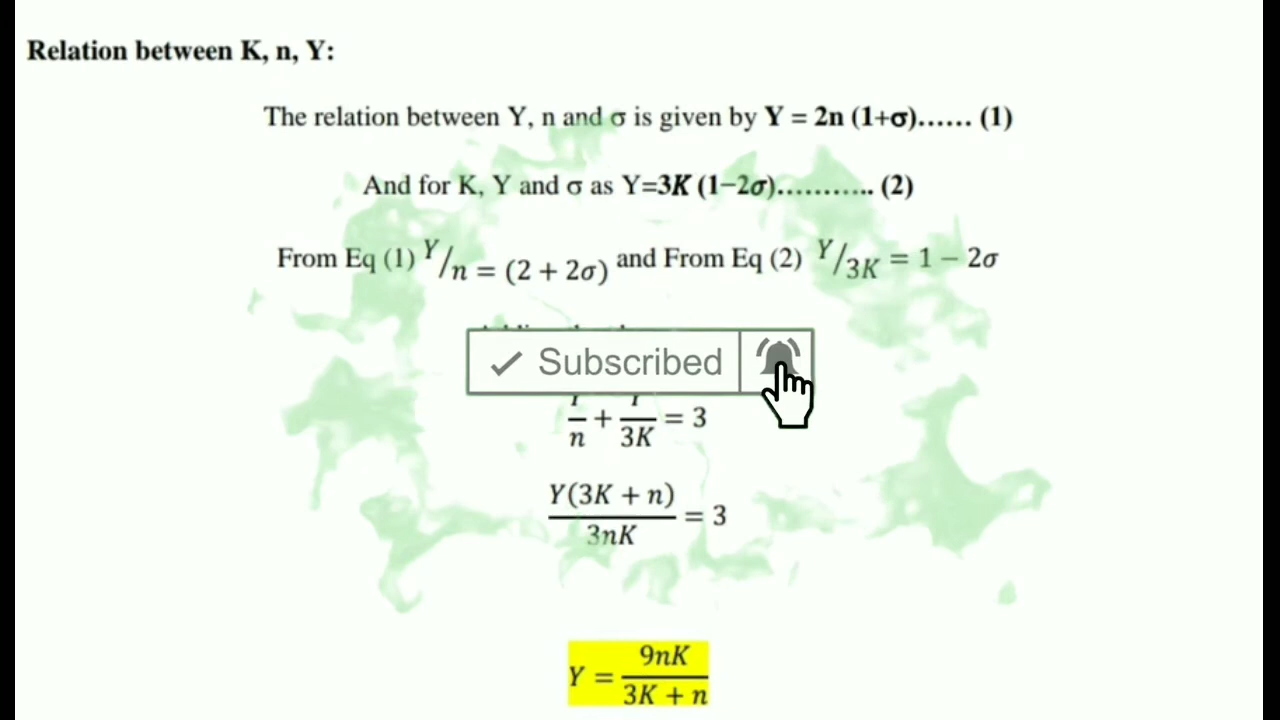 Relation between K, n, Y:
The relation between Y, n and σ is given by Y = 2n (1+σ)...... (1)
And for K, Y and σ as Y=3K (1−2σ)........... (2)
From Eq (1) Y/n = (2 + 2σ) and From Eq (2) Y/3K = 1 − 2σ
Subscribed
/n + /3K = 3
Y(3K + n)/3nK = 3
Y = 9nK/3K + n